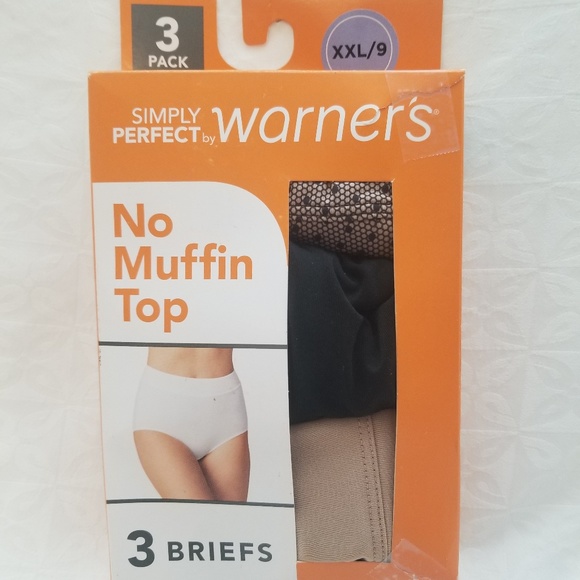 3
PACK
XXL/9
SIMPLY
PERFECT by warner's®
No
Muffin
Top
3 BRIEFS